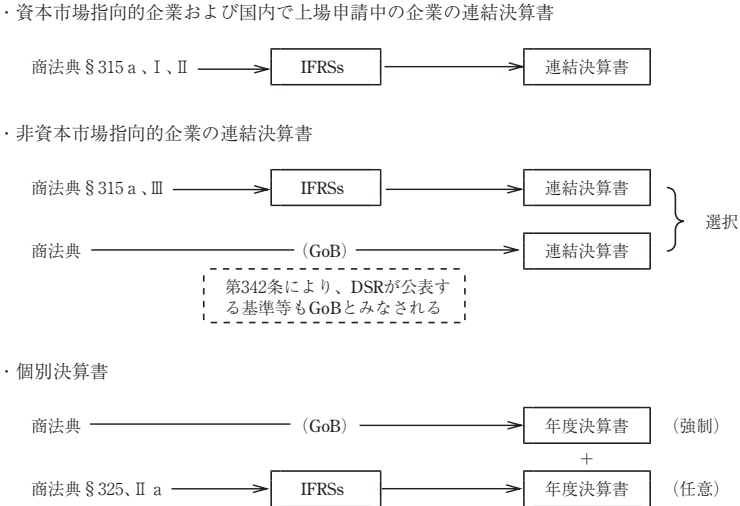 ・資本市場指向的企業および国内で上場申請中の企業の連結決算書
商法典§315a、Ⅰ、Ⅱ IFRSs 連結決算書
・非資本市場指向的企業の連結決算書
商法典§315a、Ⅲ IFRSs 連結決算書
選択
商法典 (GoB) 連結決算書
第342条により、DSRが公表す
る基準等もGoBとみなされる
・個別決算書
商法典 (GoB) 年度決算書 (強制)
+
商法典§325、Ⅱa IFRSs 年度決算書 (任意)